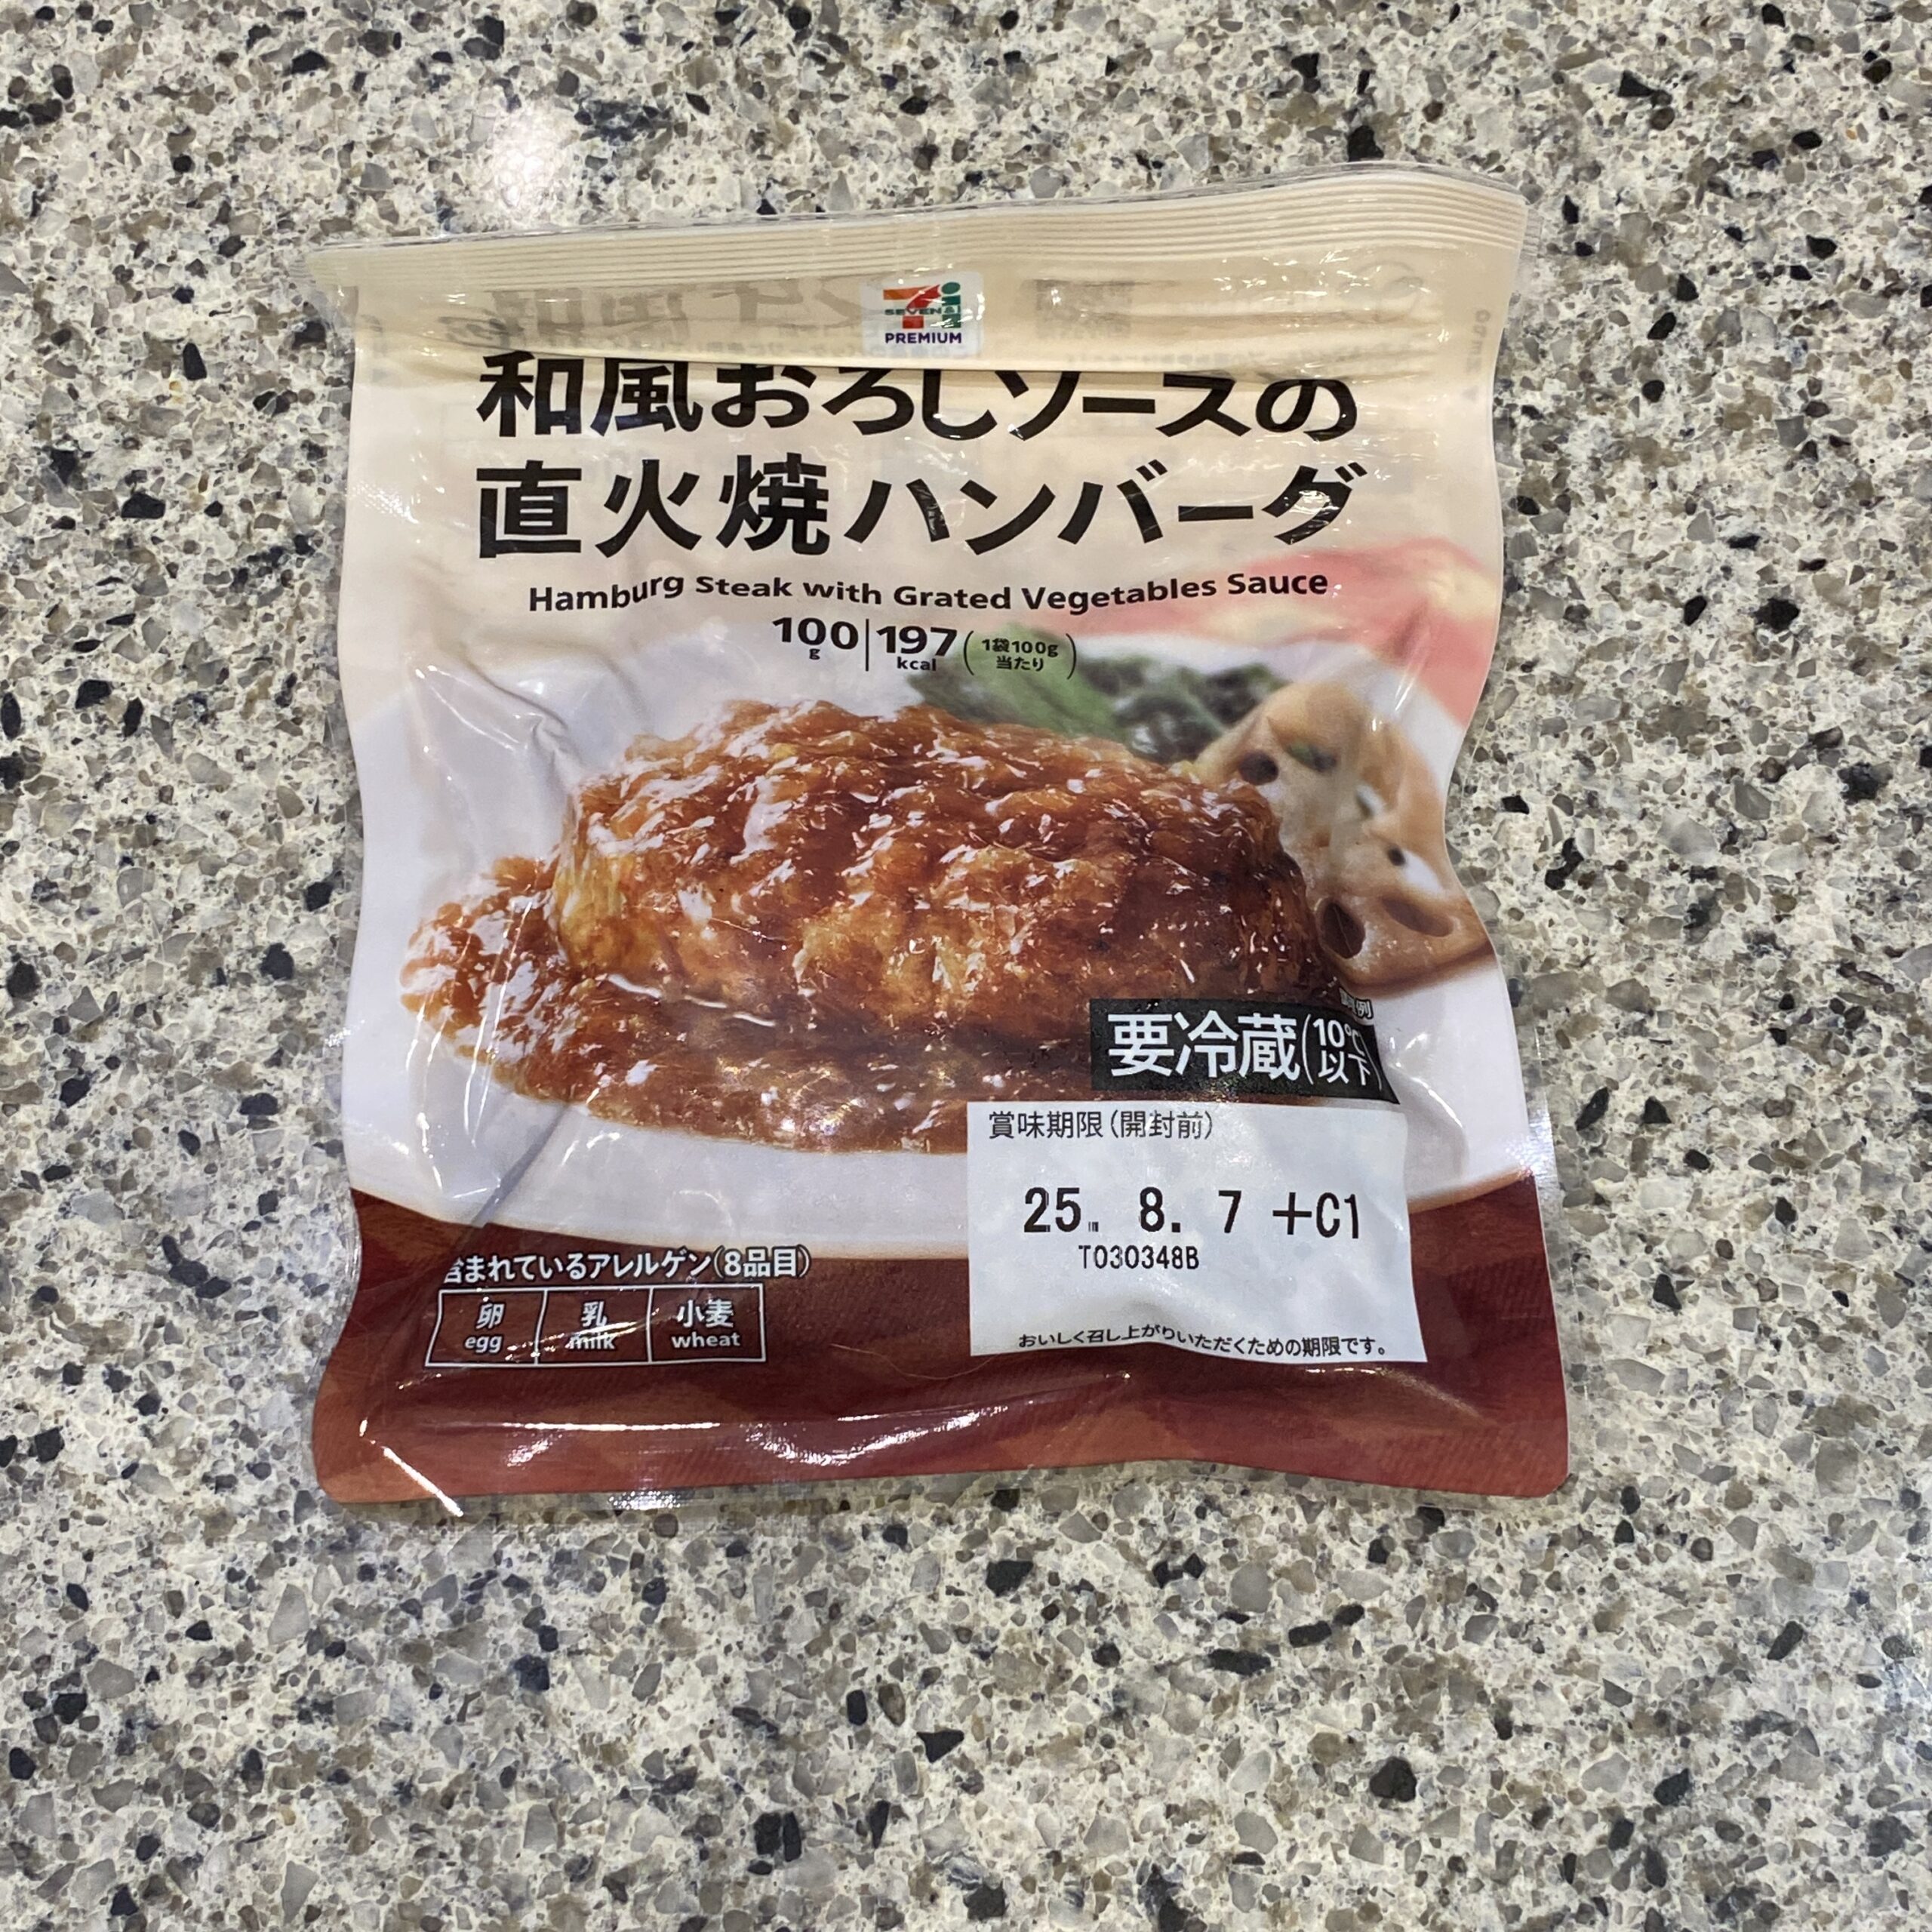 SEVEN&i
PREMIUM
和風おろしソースの
直火焼ハンバーグ
Hamburg Steak with Grated Vegetables Sauce
100g 197kcal (1袋100g当たり)
要冷蔵(10℃以下)
賞味期限(開封前)
25. 8. 7 +C1
T030348B
おいしく召し上がりいただくための期限です。
含まれているアレルゲン(8品目)
卵 乳 小麦
egg milk wheat